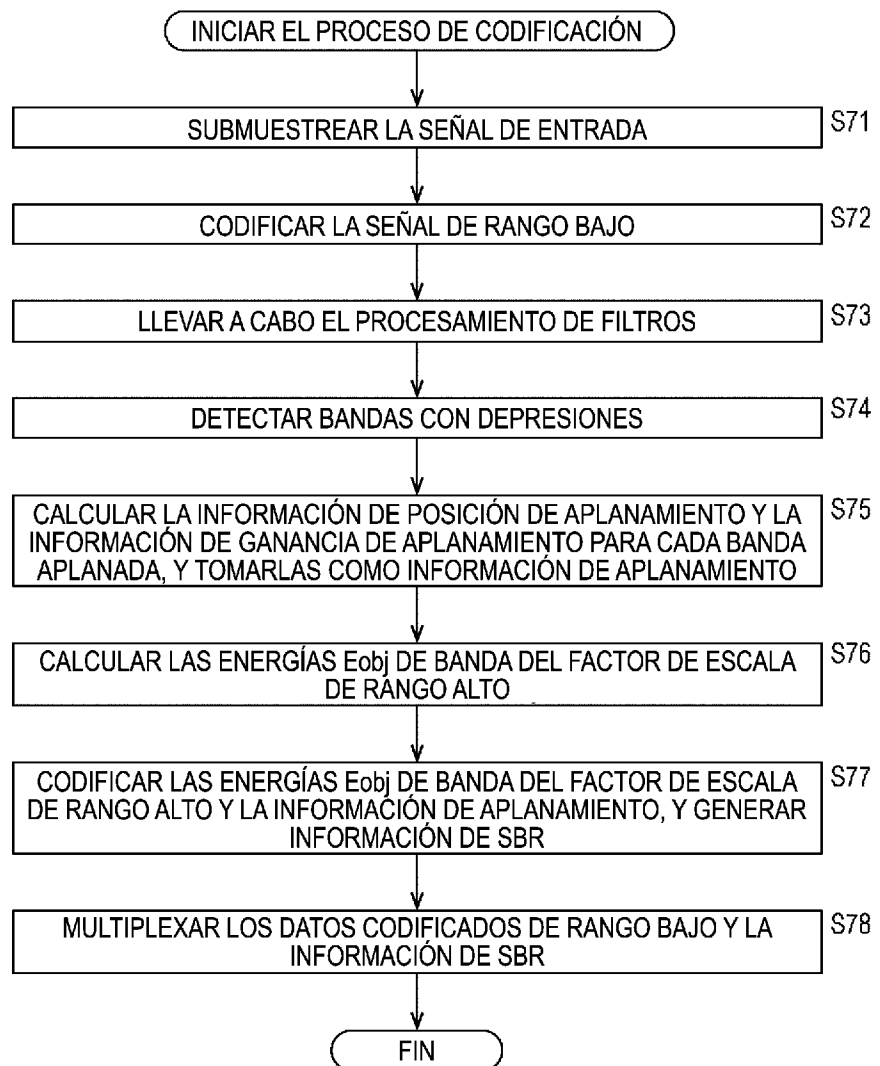 INICIAR EL PROCESO DE CODIFICACIÓN
SUBMUESTREAR LA SEÑAL DE ENTRADA
S71
CODIFICAR LA SEÑAL DE RANGO BAJO
S72
LLEVAR A CABO EL PROCESAMIENTO DE FILTROS
S73
DETECTAR BANDAS CON DEPRESIONES
S74
CALCULAR LA INFORMACIÓN DE POSICIÓN DE APLANAMIENTO Y LA
INFORMACIÓN DE GANANCIA DE APLANAMIENTO PARA CADA BANDA
APLANADA, Y TOMARLAS COMO INFORMACIÓN DE APLANAMIENTO
S75
CALCULAR LAS ENERGÍAS Eobj DE BANDA DEL FACTOR DE ESCALA
DE RANGO ALTO
S76
CODIFICAR LAS ENERGÍAS Eobj DE BANDA DEL FACTOR DE ESCALA
DE RANGO ALTO Y LA INFORMACIÓN DE APLANAMIENTO, Y GENERAR
INFORMACIÓN DE SBR
S77
MULTIPLEXAR LOS DATOS CODIFICADOS DE RANGO BAJO Y LA
INFORMACIÓN DE SBR
S78
FIN